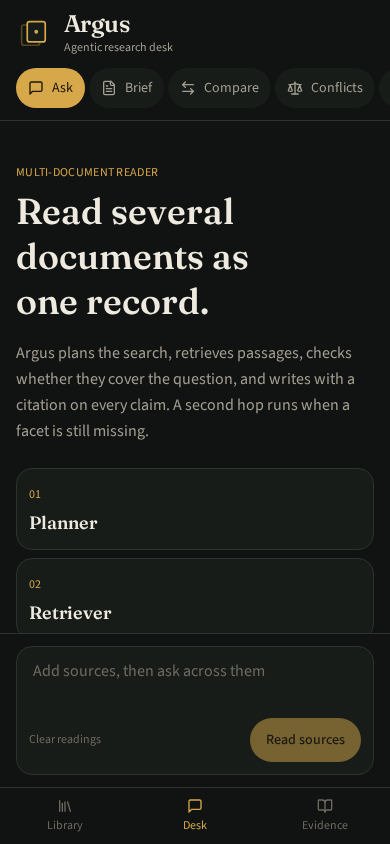 Argus
Agentic research desk
Ask
Brief
Compare
Conflicts
MULTI-DOCUMENT READER
Read several
documents as
one record.
Argus plans the search, retrieves passages, checks
whether they cover the question, and writes with a
citation on every claim. A second hop runs when a
facet is still missing.
01
Planner
02
Retriever
Add sources, then ask across them
Clear readings
Read sources
Library
Desk
Evidence